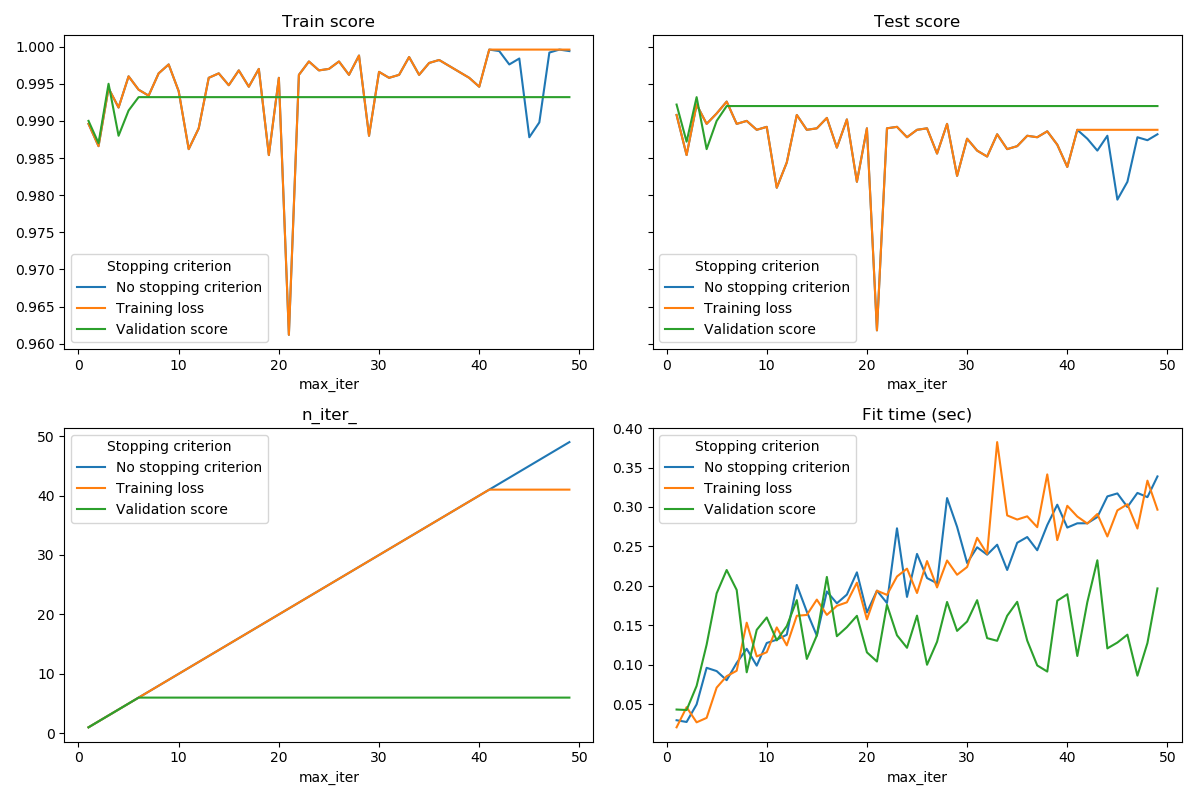 Train score
1.000
0.995
0.990
0.985
0.980
0.975
0.970
0.965
0.960
Stopping criterion
No stopping criterion
Training loss
Validation score
0 10 20 30 40 50
max_iter
Test score
Stopping criterion
No stopping criterion
Training loss
Validation score
0 10 20 30 40 50
max_iter
n_iter_
50
40
30
20
10
0
Stopping criterion
No stopping criterion
Training loss
Validation score
0 10 20 30 40 50
max_iter
Fit time (sec)
0.40
0.35
0.30
0.25
0.20
0.15
0.10
0.05
Stopping criterion
No stopping criterion
Training loss
Validation score
0 10 20 30 40 50
max_iter